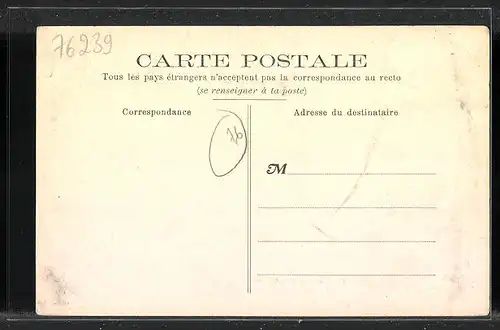 76239
CARTE POSTALE
Tous les pays étrangers n'acceptent pas la correspondance au recto
(se renseigner à la poste)
Correspondance
Adresse du destinataire
76
M